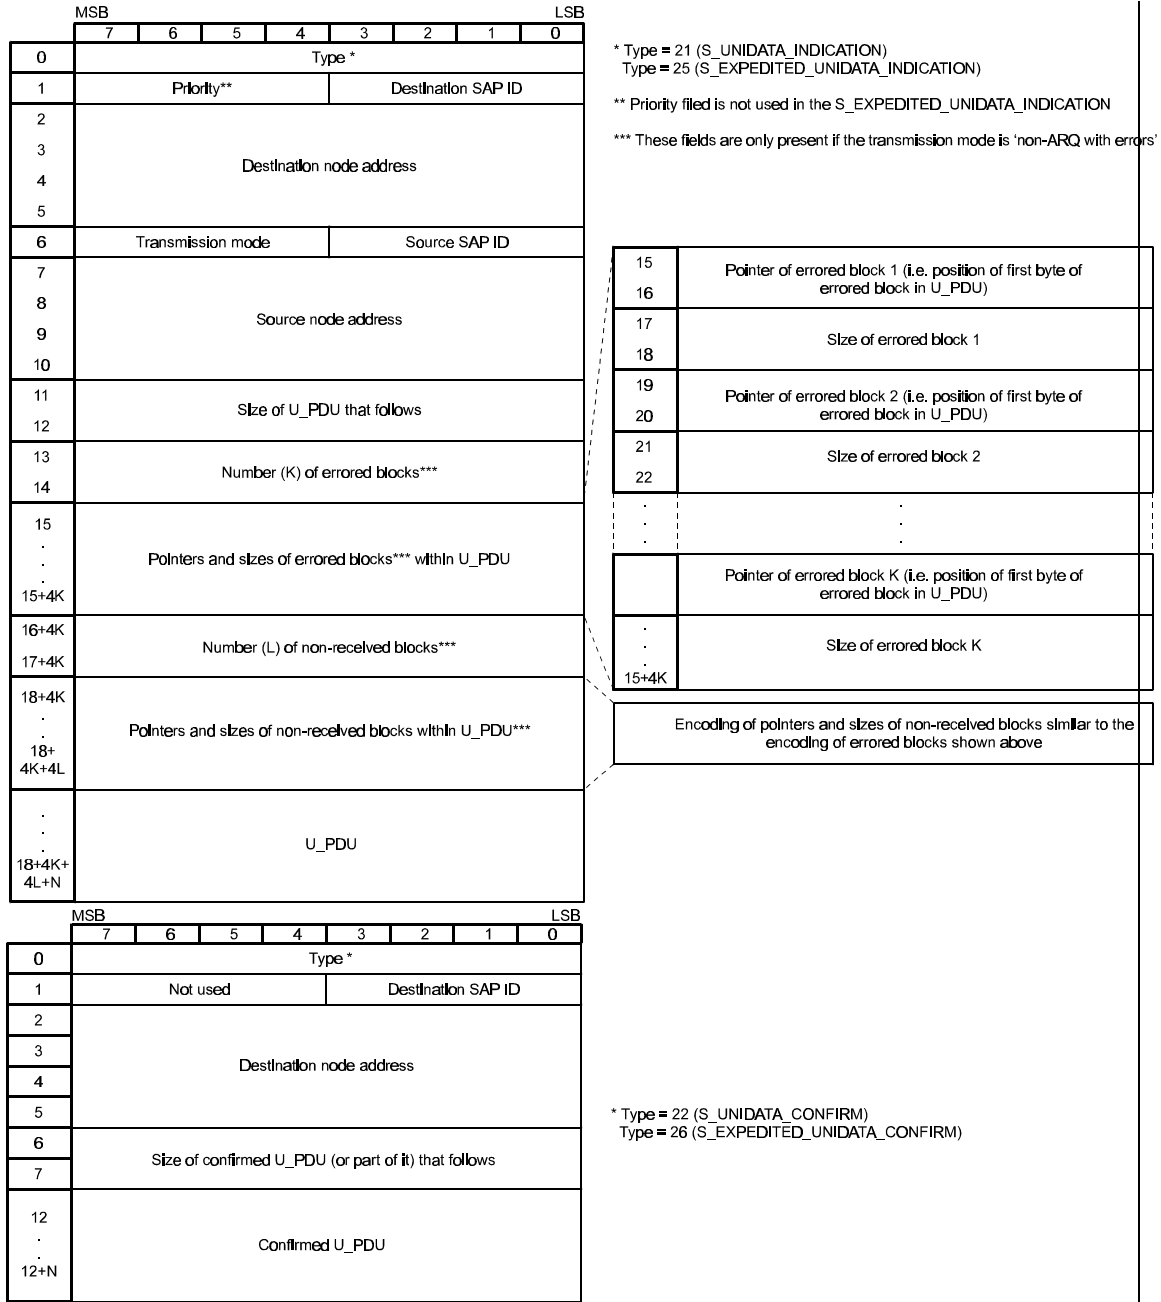 MSB LSB
7 6 5 4 3 2 1 0
0 Type *
1 Priority** Destination SAP ID
2
3
4
5
Destination node address
6 Transmission mode Source SAP ID
7
8
9
10
Source node address
11
12
Size of U_PDU that follows
13
14
Number (K) of errored blocks***
15
.
.
.
15+4K
Pointers and sizes of errored blocks*** within U_PDU
16+4K
17+4K
Number (L) of non-received blocks***
18+4K
.
.
18+
4K+4L
Pointers and sizes of non-received blocks within U_PDU***
.
.
.
18+4K+
4L+N
U_PDU
* Type = 21 (S_UNIDATA_INDICATION)
Type = 25 (S_EXPEDITED_UNIDATA_INDICATION)
** Priority filed is not used in the S_EXPEDITED_UNIDATA_INDICATION
*** These fields are only present if the transmission mode is ‘non-ARQ with errors’
15
16
Pointer of errored block 1 (i.e. position of first byte of
errored block in U_PDU)
17
18
Size of errored block 1
19
20
Pointer of errored block 2 (i.e. position of first byte of
errored block in U_PDU)
21
22
Size of errored block 2
. .
. .
. .
Pointer of errored block K (i.e. position of first byte of
errored block in U_PDU)
.
.
.
15+4K
Size of errored block K
Encoding of pointers and sizes of non-received blocks similar to the
encoding of errored blocks shown above
MSB LSB
7 6 5 4 3 2 1 0
0 Type *
1 Not used Destination SAP ID
2
3
4
5
Destination node address
6
7
Size of confirmed U_PDU (or part of it) that follows
12
.
.
12+N
Confirmed U_PDU
* Type = 22 (S_UNIDATA_CONFIRM)
Type = 26 (S_EXPEDITED_UNIDATA_CONFIRM)